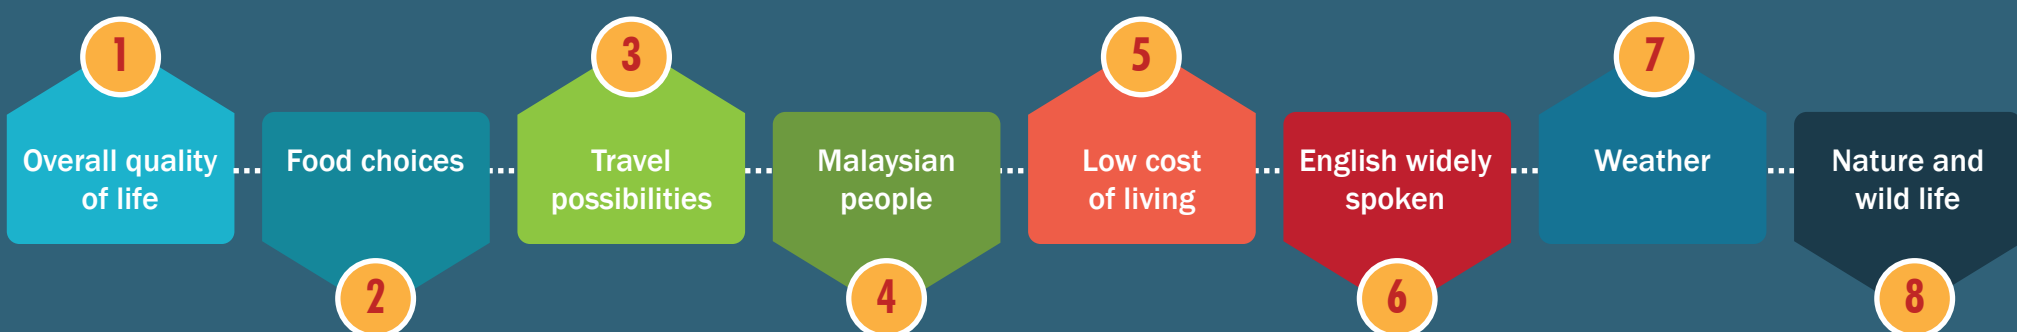 1
Overall quality
of life
2
Food choices
3
Travel
possibilities
4
Malaysian
people
5
Low cost
of living
6
English widely
spoken
7
Weather
8
Nature and
wild life